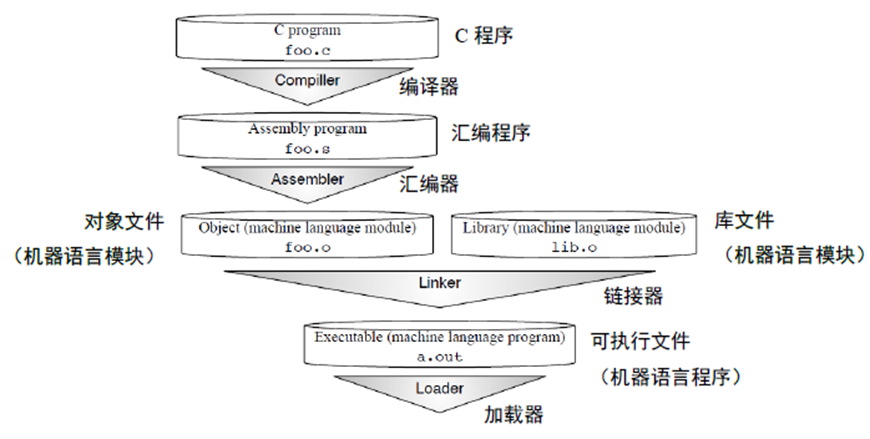 C program
foo.c
C 程序
Compiller
编译器
Assembly program
foo.s
汇编程序
Assembler
汇编器
对象文件
（机器语言模块）
Object (machine language module)
foo.o
Library (machine language module)
lib.o
库文件
（机器语言模块）
Linker
链接器
Executable (machine language program)
a.out
可执行文件
（机器语言程序）
Loader
加载器